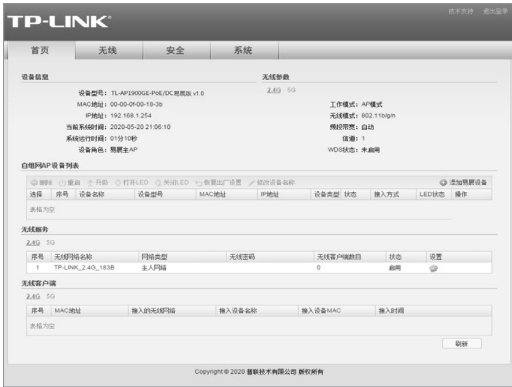 技术支持 退出登录
TP-LINK
首页 无线 安全 系统
设备信息 无线参数
设备型号: TL-AP1900GE-PoE/DC易展版 v1.0
2.4G 5G
MAC地址: 00-00-0F-00-18-3b
工作模式: AP模式
IP地址: 192.168.1.254
无线模式: 802.11b/g/n
当前系统时间: 2020-05-20 21:06:10
频段带宽: 自动
系统运行时间: 01分10秒
信道: 1
设备角色: 易展主AP
WDS状态: 未启用
自组网AP设备列表
删除 重启 升级 打开LED 关闭LED 恢复出厂设置 修改设备名称 添加易展设备
选择 序号 设备名称 设备型号 MAC地址 IP地址 设备类型 状态 接入方式 LED状态 操作
表格为空
无线服务
2.4G 5G
序号 无线网络名称 网络类型 无线密码 无线客户端数目 状态 设置
1 TP-LINK_2.4G_183B 主人网络 0 启用
无线客户端
2.4G 5G
序号 MAC地址 接入的无线网络 接入设备名称 接入设备MAC 接入时间
表格为空
刷新
Copyright © 2020 普联技术有限公司 版权所有